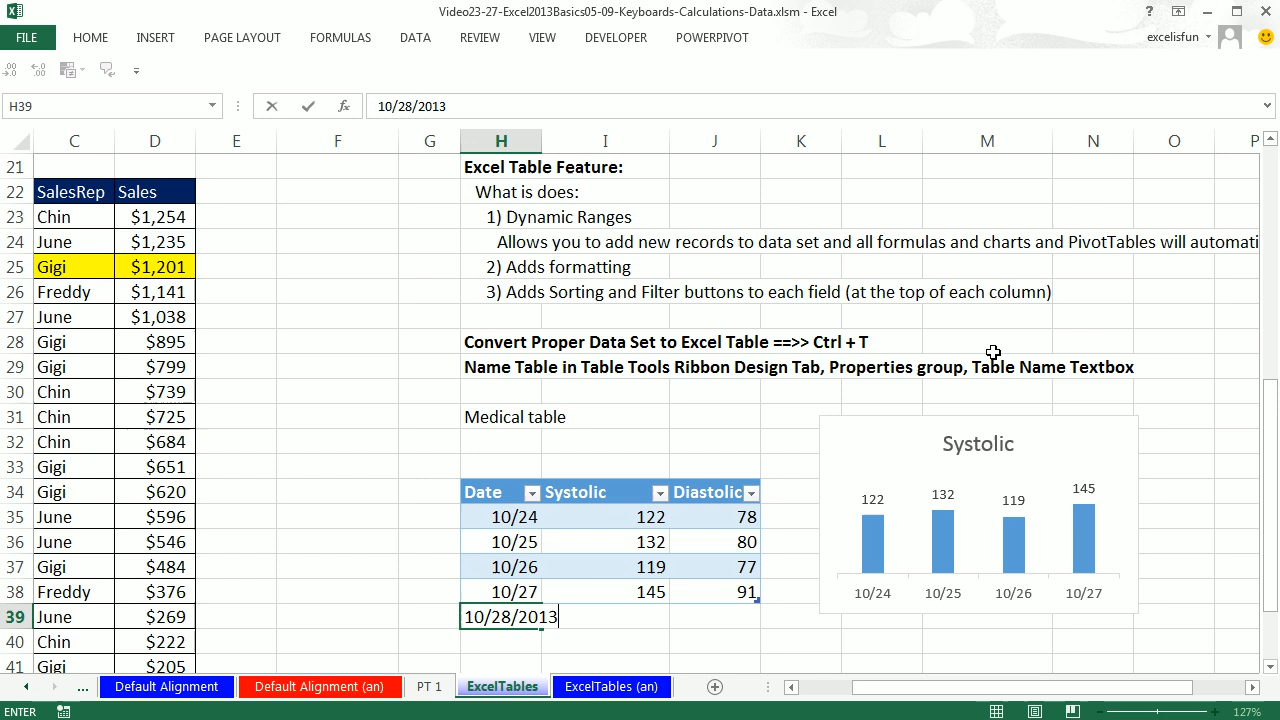 Video23-27-Excel2013Basics05-09-Keyboards-Calculations-Data.xlsm - Excel
FILE HOME INSERT PAGE LAYOUT FORMULAS DATA REVIEW VIEW DEVELOPER POWERPIVOT excelisfun
H39 fx 10/28/2013
C D E F G H I J K L M N O P
21 Excel Table Feature:
22 SalesRep Sales What is does:
23 Chin $1,254 1) Dynamic Ranges
24 June $1,235 Allows you to add new records to data set and all formulas and charts and PivotTables will automati
25 Gigi $1,201 2) Adds formatting
26 Freddy $1,141 3) Adds Sorting and Filter buttons to each field (at the top of each column)
27 June $1,038
28 Gigi $895 Convert Proper Data Set to Excel Table ==>> Ctrl + T
29 Gigi $799 Name Table in Table Tools Ribbon Design Tab, Properties group, Table Name Textbox
30 Chin $739
31 Chin $725 Medical table
32 Chin $684
33 Gigi $651
34 Gigi $620 Date Systolic Diastolic
35 June $596 10/24 122 78
36 June $546 10/25 132 80
37 Gigi $484 10/26 119 77
38 Freddy $376 10/27 145 91
39 June $269 10/28/2013
40 Chin $222
41 Gigi $205
Systolic
122 132 119 145
10/24 10/25 10/26 10/27
... Default Alignment Default Alignment (an) PT 1 ExcelTables ExcelTables (an)
ENTER 127%